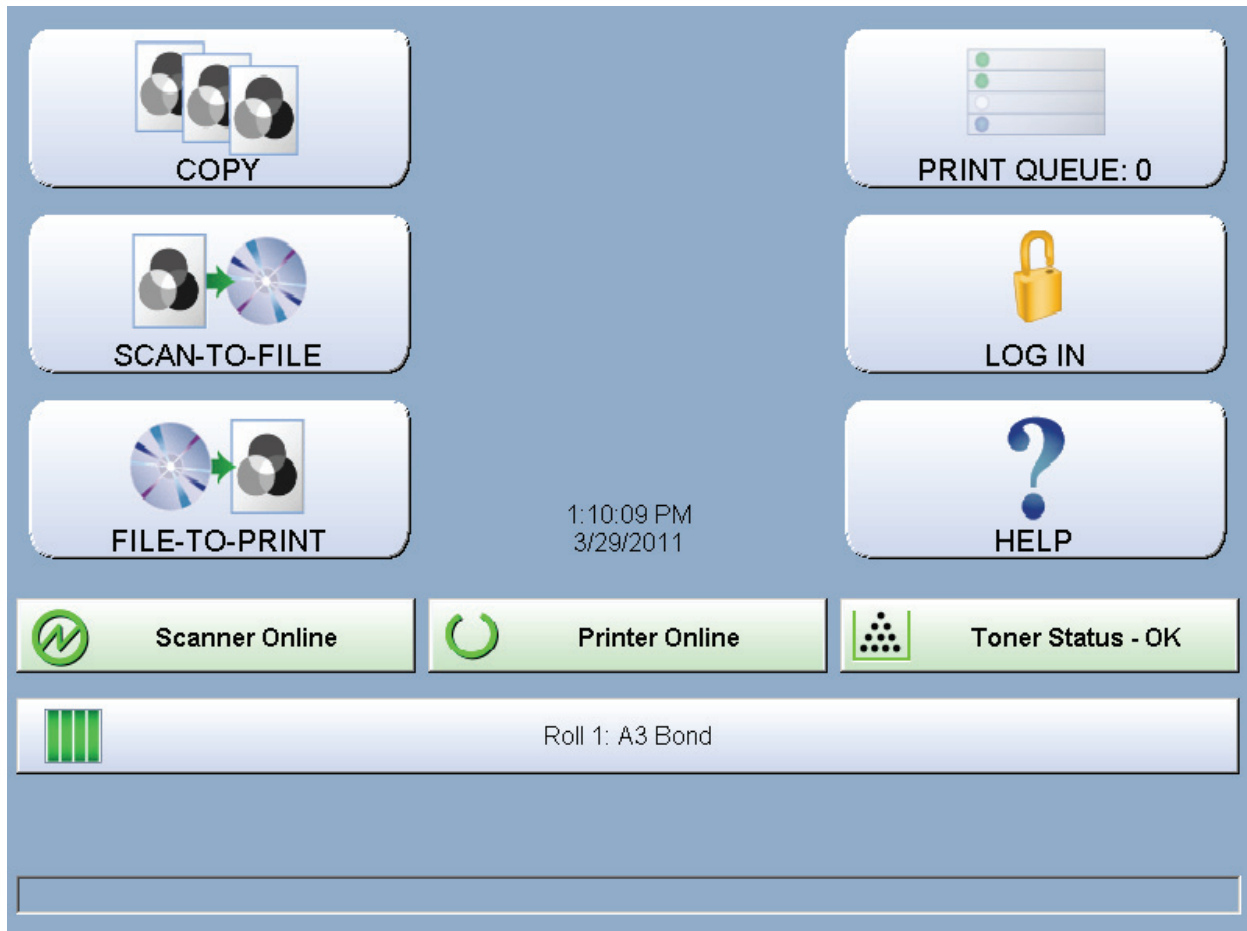 COPY
PRINT QUEUE: 0
SCAN-TO-FILE
LOG IN
FILE-TO-PRINT
1:10:09 PM
3/29/2011
HELP
Scanner Online
Printer Online
Toner Status - OK
Roll 1: A3 Bond